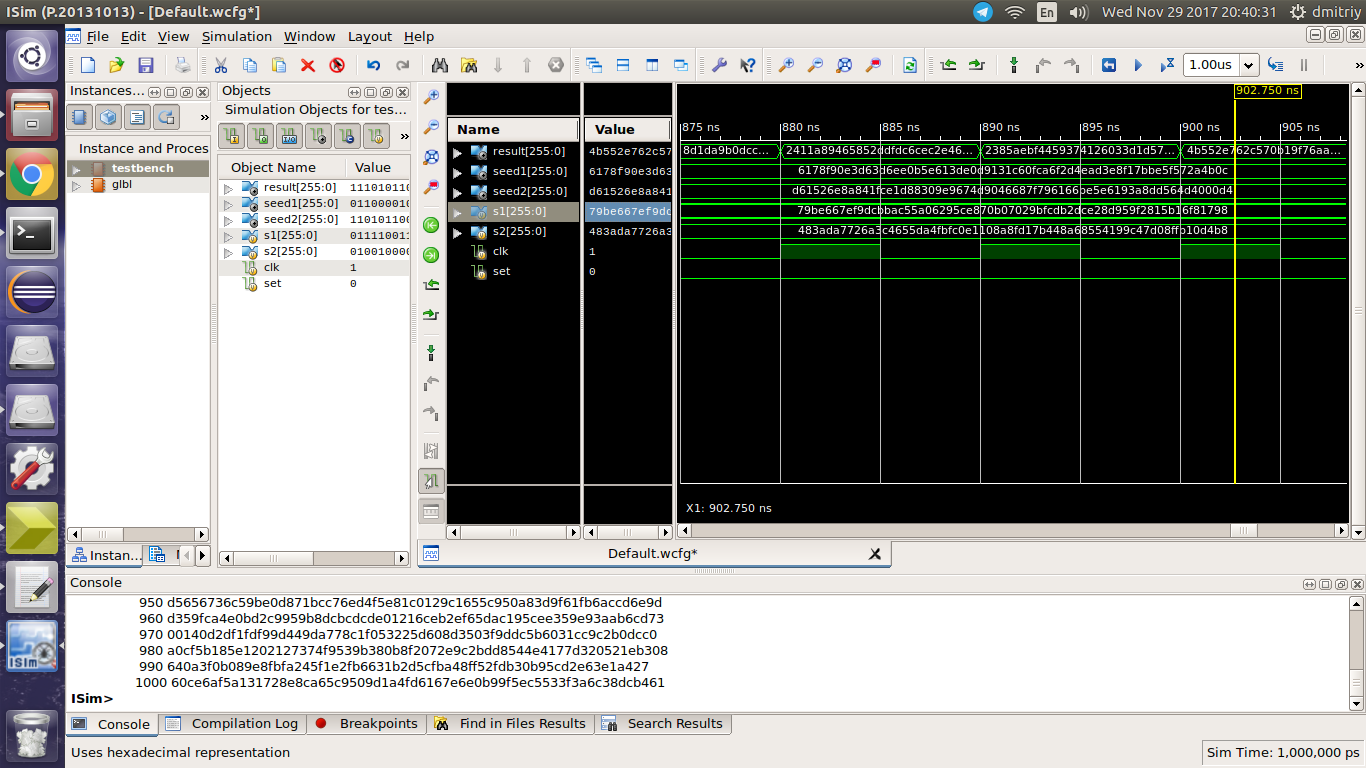 ISim (P.20131013) - [Default.wcfg*]
En
Wed Nov 29 2017 20:40:31
dmitriy
File Edit View Simulation Window Layout Help
1.00us
Instances...
Instance and Proces
testbench
glbl
Instan...
Objects
Simulation Objects for tes...
Object Name Value
result[255:0] 111010110
seed1[255:0] 011000010
seed2[255:0] 110101100
s1[255:0] 011110011
s2[255:0] 010010000
clk 1
set 0
Name Value
result[255:0] 4b552e762c57
seed1[255:0] 6178f90e3d63
seed2[255:0] d61526e8a841
s1[255:0] 79be667ef9dc
s2[255:0] 483ada7726a3
clk 1
set 0
902.750 ns
875 ns 880 ns 885 ns 890 ns 895 ns 900 ns 905 ns
8d1da9b0dcc... 2411a89465852ddfdc6cec2e46... 2385aebf4459374126033d1d57... 4b552e762c570b19f76aa...
6178f90e3d63d6ee0b5e613de0d9131c60fca6f2d4ead3e8f17bbe5f572a4b0c
d61526e8a841fce1d88309e9674d9046687f796166be5e6193a8dd564d4000d4
79be667ef9dcbbac55a06295ce870b07029bfcdb2dce28d959f2815b16f81798
483ada7726a3c4655da4fbfc0e1108a8fd17b448a68554199c47d08ffb10d4b8
X1: 902.750 ns
Default.wcfg*
Console
950 d5656736c59be0d871bcc76ed4f5e81c0129c1655c950a83d9f61fb6accd6e9d
960 d359fca4e0bd2c9959b8dcbcdcde01216ceb2ef65dac195cee359e93aab6cd73
970 00140d2df1fdf99d449da778c1f053225d608d3503f9ddc5b6031cc9c2b0dcc0
980 a0cf5b185e1202127374f9539b380b8f2072e9c2bdd8544e4177d320521eb308
990 640a3f0b089e8fbfa245f1e2fb6631b2d5cfba48ff52fdb30b95cd2e63e1a427
1000 60ce6af5a131728e8ca65c9509d1a4fd6167e6e0b99f5ec5533f3a6c38dcb461
ISim>
Console Compilation Log Breakpoints Find in Files Results Search Results
Uses hexadecimal representation
Sim Time: 1,000,000 ps